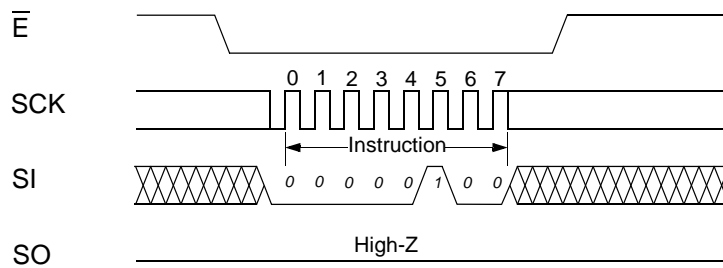 E
SCK 0 1 2 3 4 5 6 7
Instruction
SI 0 0 0 0 0 1 0 0
High-Z
SO